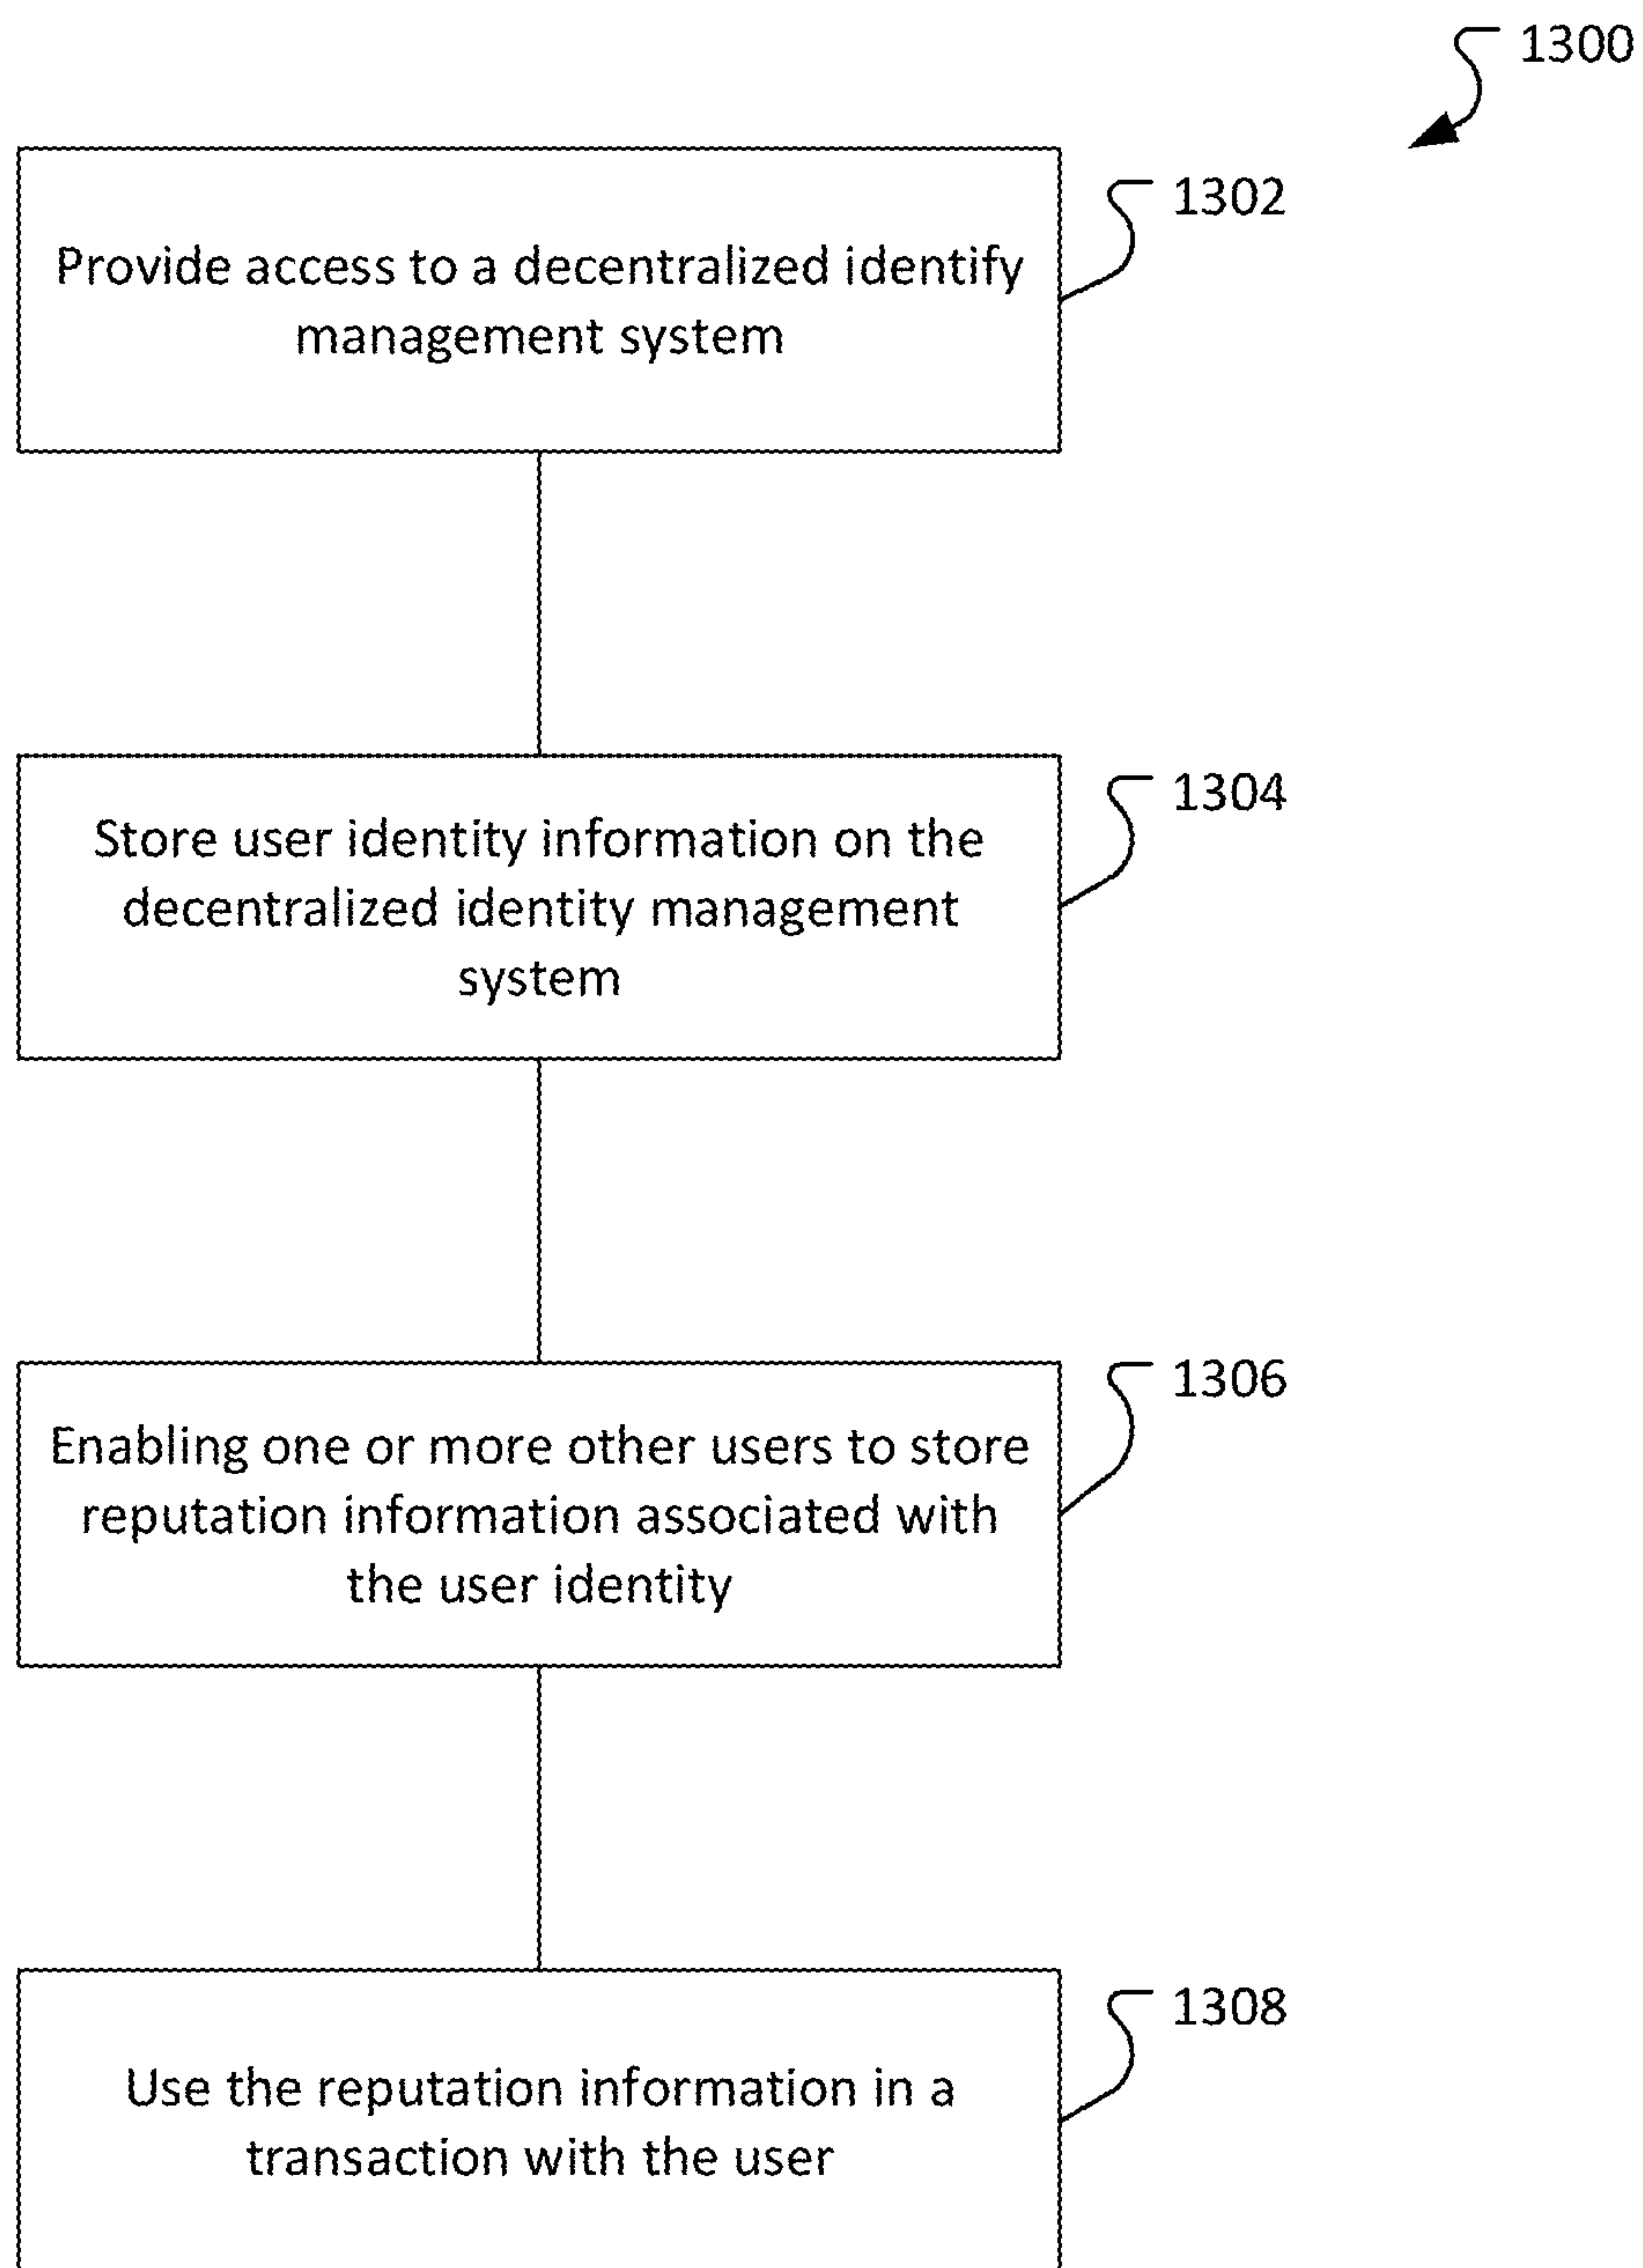 1300
1302
Provide access to a decentralized identify
management system
1304
Store user identity information on the
decentralized identity management
system
1306
Enabling one or more other users to store
reputation information associated with
the user identity
1308
Use the reputation information in a
transaction with the user